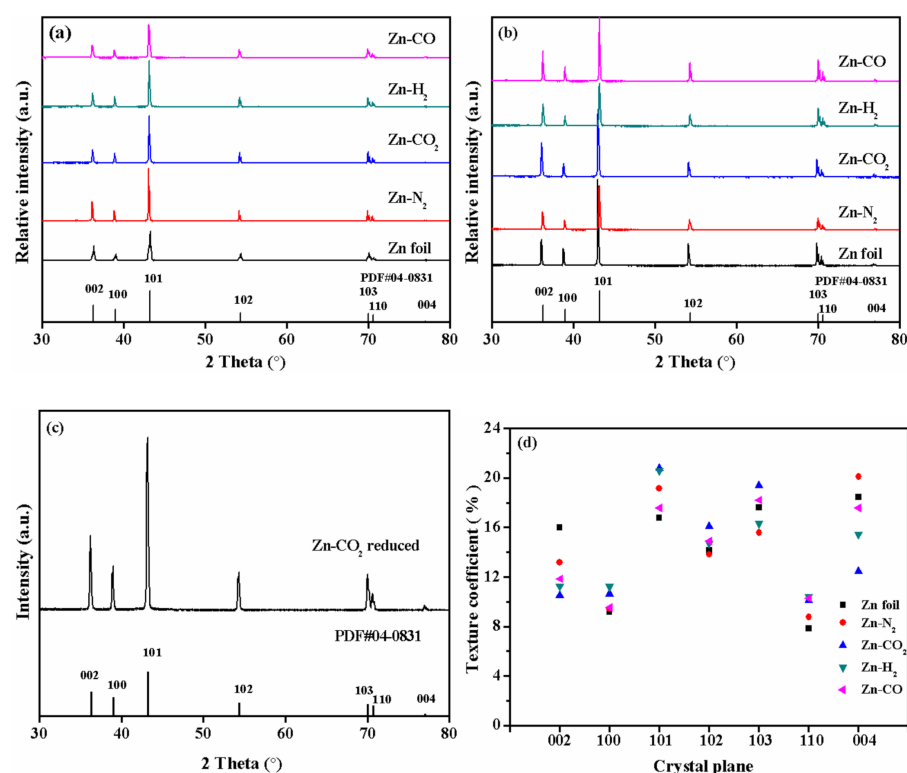 (a)
Zn-CO
Zn-H2
Zn-CO2
Zn-N2
Zn foil
PDF#04-0831
002
100
101
102
103
110
004
30 40 50 60 70 80
2 Theta (°)
Relative intensity (a.u.)
(b)
Zn-CO
Zn-H2
Zn-CO2
Zn-N2
Zn foil
PDF#04-0831
002
100
101
102
103
110
004
30 40 50 60 70 80
2 Theta (°)
Relative intensity (a.u.)
(c)
Zn-CO2 reduced
PDF#04-0831
002
100
101
102
103
110
004
30 40 50 60 70 80
2 Theta (°)
Intensity (a.u.)
(d)
24
20
16
12
8
4
0
Texture coefficient ( % )
Zn foil
Zn-N2
Zn-CO2
Zn-H2
Zn-CO
002 100 101 102 103 110 004
Crystal plane